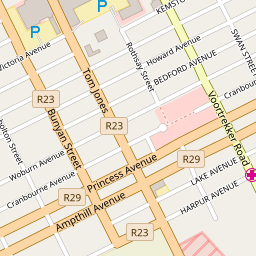 P
P
KEMSTO
Rothsay Street
Howard Avenue
SWAN STREET
Victoria Avenue
BEDFORD AVENUE
Tom Jones
Voortrekker Road
Cranbourne
R23
Bunyan Street
R23
R29
Woburn Avenue
Princess Avenue
LAKE AVENUE
Cranbourne Avenue
R29
HARPUR AVENUE
Ampthill Avenue
R23